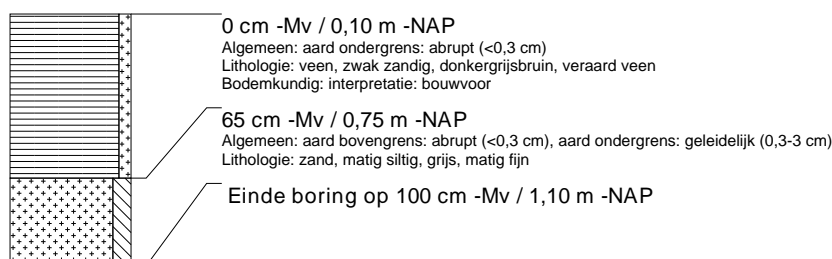 0 cm -Mv / 0,10 m -NAP
Algemeen: aard ondergrens: abrupt (<0,3 cm)
Lithologie: veen, zwak zandig, donkergrijsbruin, veraard veen
Bodemkundig: interpretatie: bouwvoor
65 cm -Mv / 0,75 m -NAP
Algemeen: aard bovengrens: abrupt (<0,3 cm), aard ondergrens: geleidelijk (0,3-3 cm)
Lithologie: zand, matig siltig, grijs, matig fijn
Einde boring op 100 cm -Mv / 1,10 m -NAP